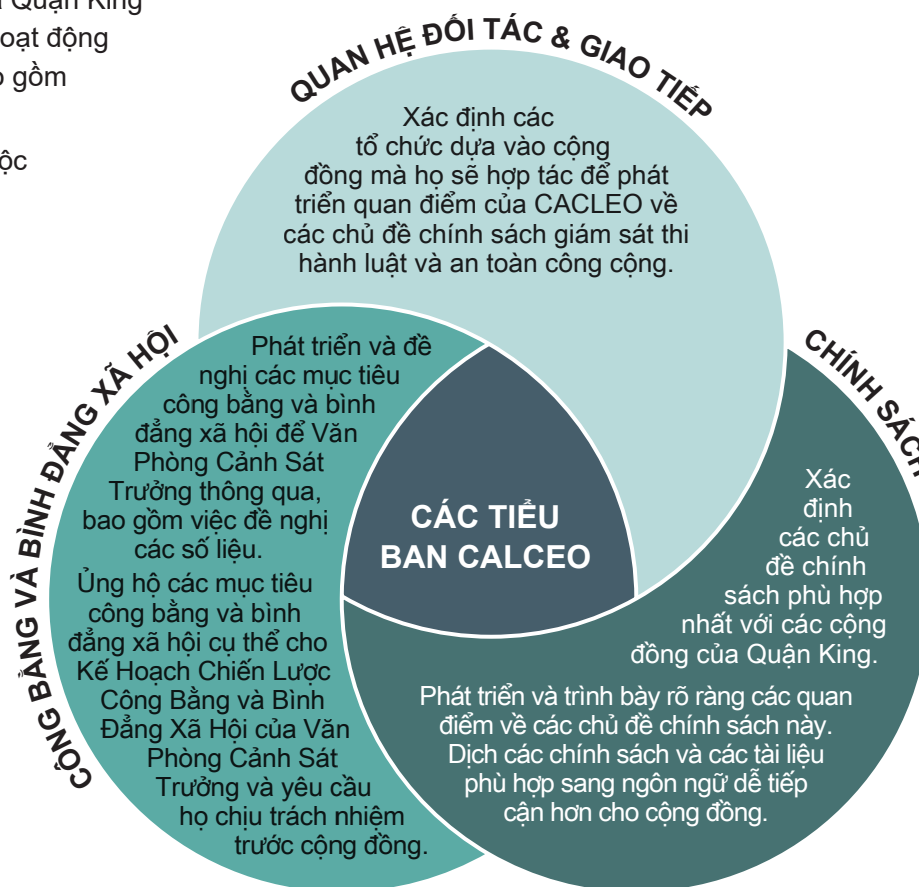 Quận King
oạt động
gồm
ộc
QUAN HỆ ĐỐI TÁC & GIAO TIẾP
Xác định các
tổ chức dựa vào cộng
đồng mà họ sẽ hợp tác để phát
triển quan điểm của CACLEO về
các chủ đề chính sách giám sát thi
hành luật và an toàn công cộng.
CÔNG BẰNG VÀ BÌNH ĐẲNG XÃ HỘI
Phát triển và đề
nghị các mục tiêu
công bằng và bình
đẳng xã hội để Văn
Phòng Cảnh Sát
Trưởng thông qua,
bao gồm việc đề nghị
các số liệu.
Ủng hộ các mục tiêu
công bằng và bình
đẳng xã hội cụ thể cho
Kế Hoạch Chiến Lược
Công Bằng và Bình
Đẳng Xã Hội của Văn
Phòng Cảnh Sát
Trưởng và yêu cầu
họ chịu trách nhiệm
trước cộng đồng.
CÁC TIỂU
BAN CALCEO
CHÍNH SÁCH
Xác
định
các chủ
đề chính
sách phù hợp
nhất với các cộng
đồng của Quận King.
Phát triển và trình bày rõ ràng các quan
điểm về các chủ đề chính sách này.
Dịch các chính sách và các tài liệu
phù hợp sang ngôn ngữ dễ tiếp
cận hơn cho cộng đồng.